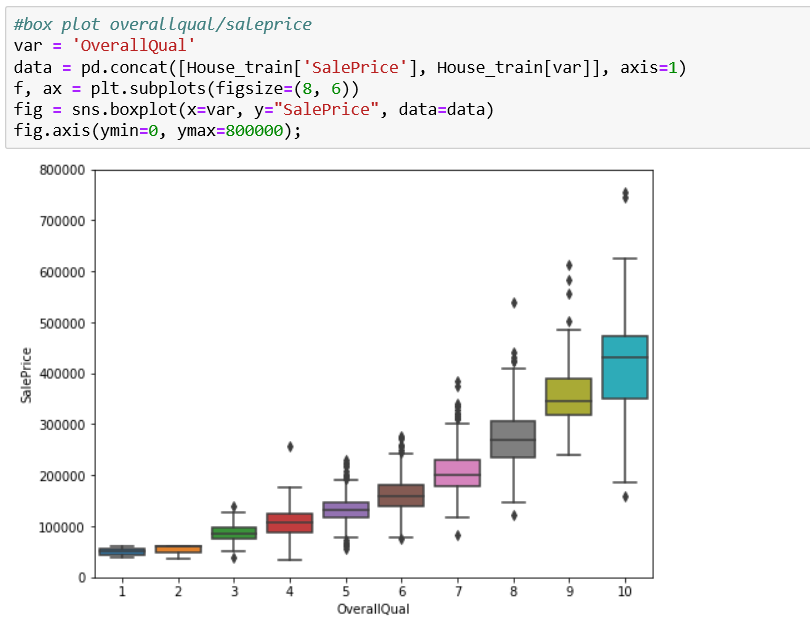 #box plot overallqual/saleprice
var = 'OverallQual'
data = pd.concat([House_train['SalePrice'], House_train[var]], axis=1)
f, ax = plt.subplots(figsize=(8, 6))
fig = sns.boxplot(x=var, y="SalePrice", data=data)
fig.axis(ymin=0, ymax=800000);
800000
700000
600000
500000
400000
300000
200000
100000
0
SalePrice
1 2 3 4 5 6 7 8 9 10
OverallQual